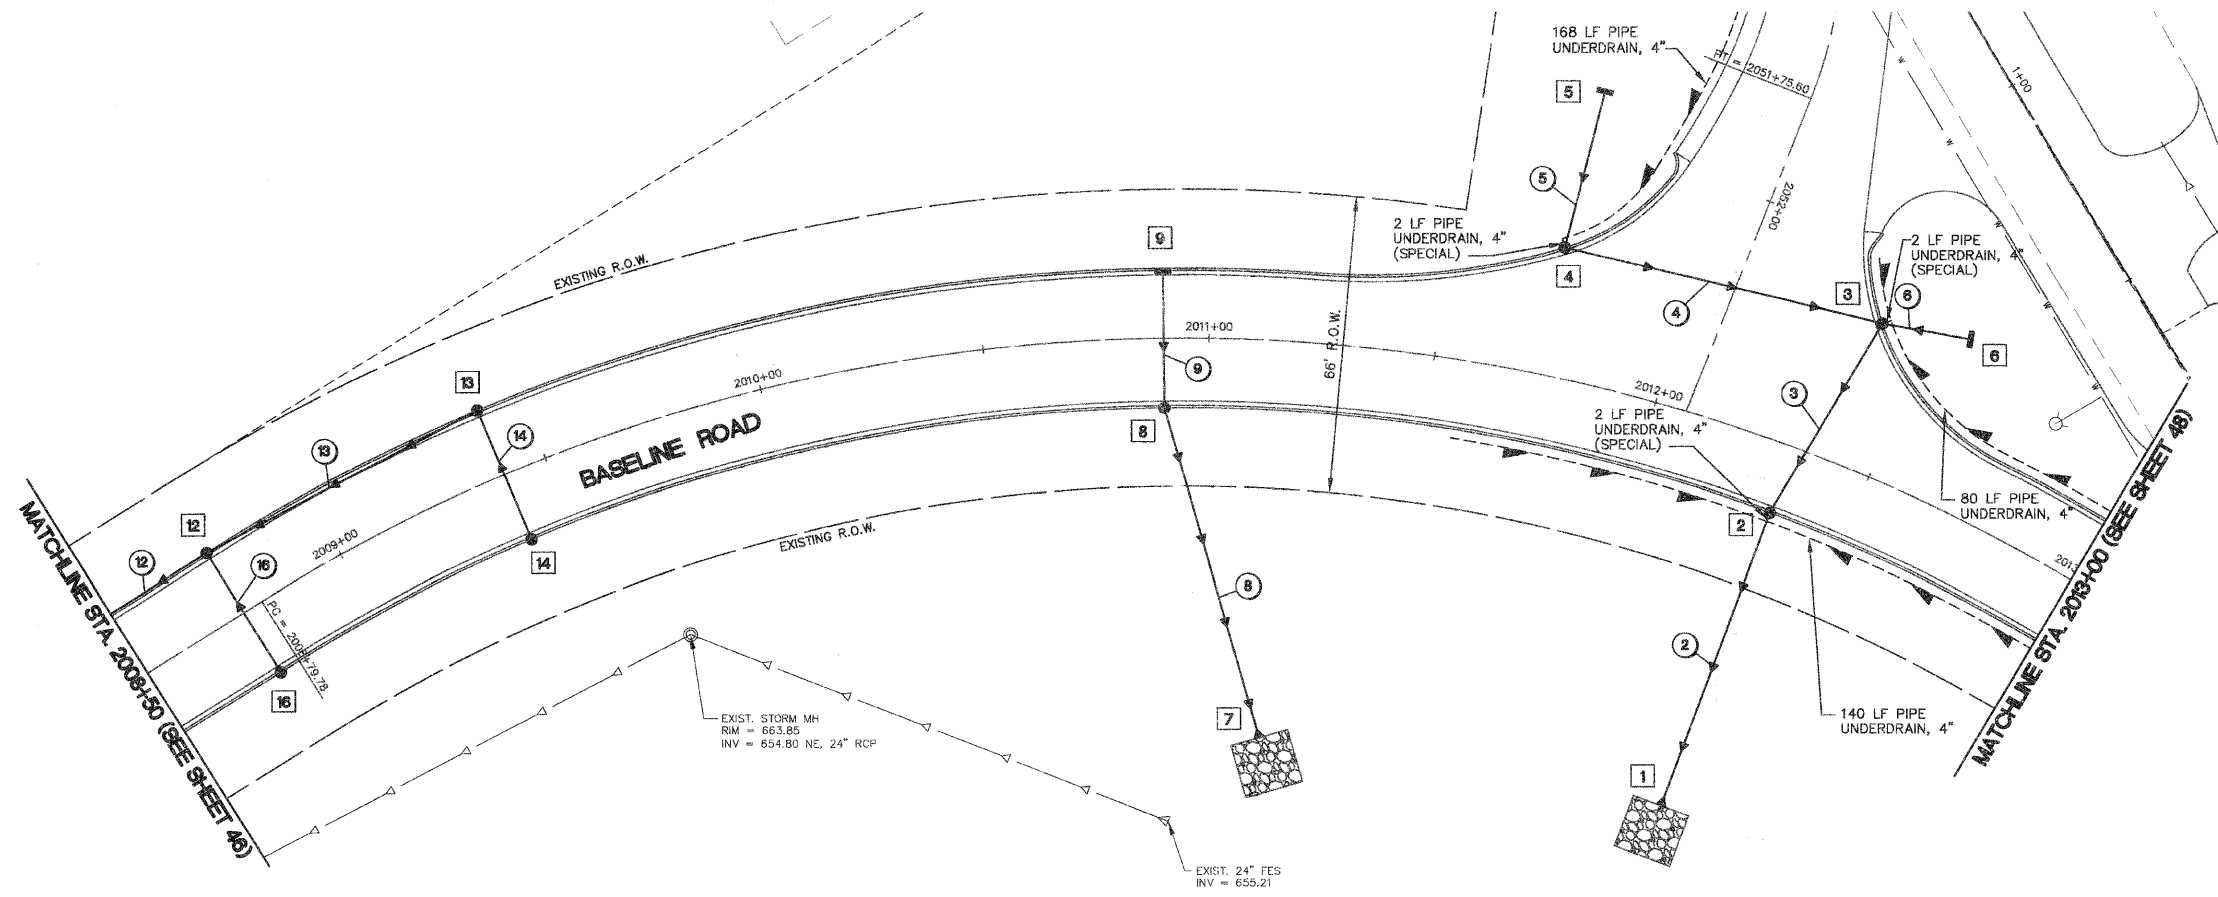 168 LF PIPE
UNDERDRAIN, 4"
PT = 2051+75.60
1+00
W
W
W
W
W
5
5
2052+00
2 LF PIPE
UNDERDRAIN, 4"
(SPECIAL)
4
4
2 LF PIPE
UNDERDRAIN, 4"
(SPECIAL)
3
6
6
9
EXISTING R.O.W.
66' R.O.W.
2011+00
9
2010+00
13
BASELINE ROAD
8
2012+00
2 LF PIPE
UNDERDRAIN, 4"
(SPECIAL)
3
14
13
80 LF PIPE
UNDERDRAIN, 4"
2
12
2009+00
14
EXISTING R.O.W.
12
16
8
PC = 2008+79.78
16
MATCHLINE STA. 2008+50 (SEE SHEET 46)
MATCHLINE STA. 2013+00 (SEE SHEET 48)
2
EXIST. STORM MH
RIM = 663.85
INV = 654.80 NE, 24" RCP
7
140 LF PIPE
UNDERDRAIN, 4"
1
EXIST. 24" FES
INV = 655.21